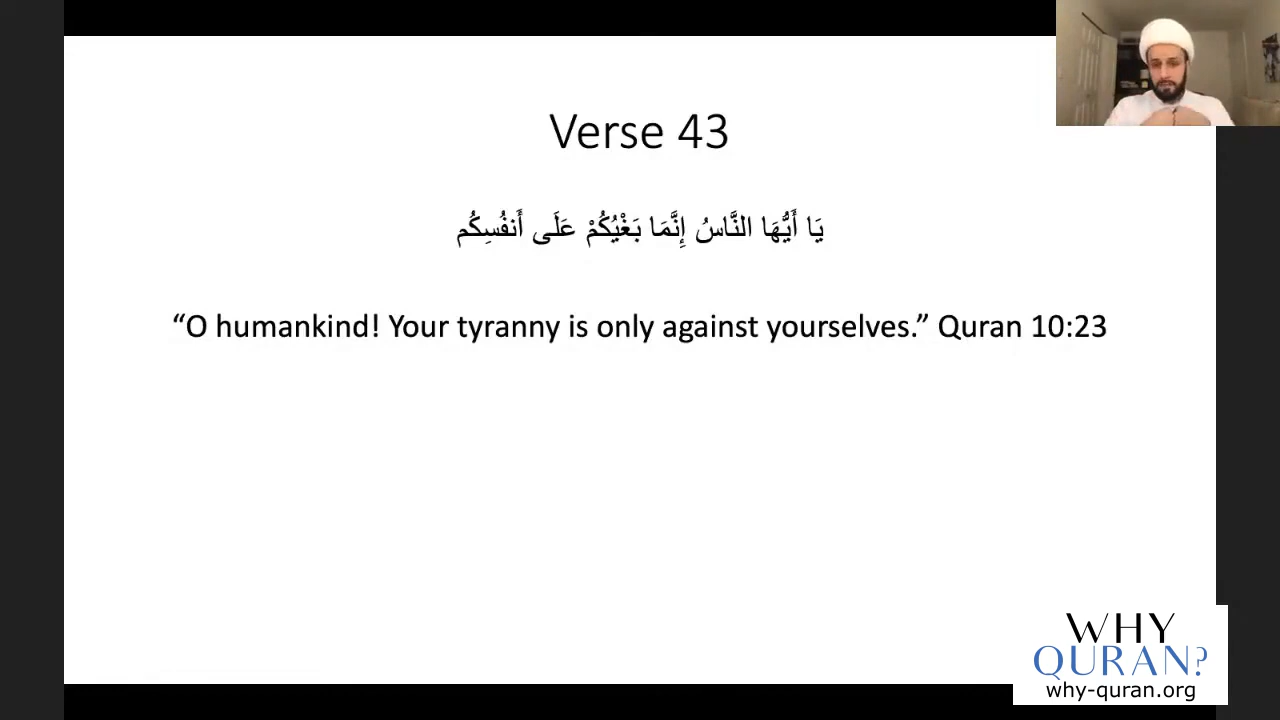 Verse 43
يَا أَيُّهَا النَّاسُ إِنَّمَا بَغْيُكُمْ عَلَى أَنفُسِكُم
“O humankind! Your tyranny is only against yourselves.” Quran 10:23
WHY
QURAN?
why-quran.org